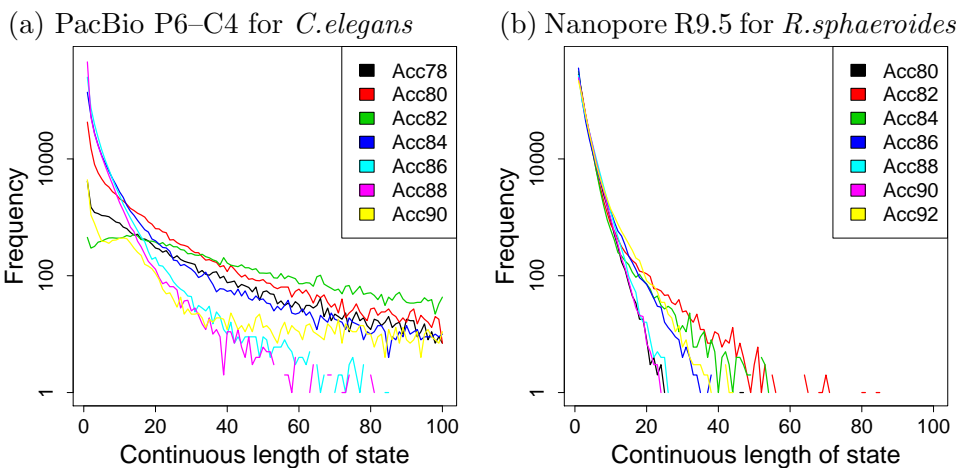 (a) PacBio P6–C4 for C.elegans
Acc78
Acc80
Acc82
Acc84
Acc86
Acc88
Acc90
Frequency
10000
100
1
0 20 40 60 80 100
Continuous length of state
(b) Nanopore R9.5 for R.sphaeroides
Acc80
Acc82
Acc84
Acc86
Acc88
Acc90
Acc92
Frequency
10000
100
1
0 20 40 60 80 100
Continuous length of state